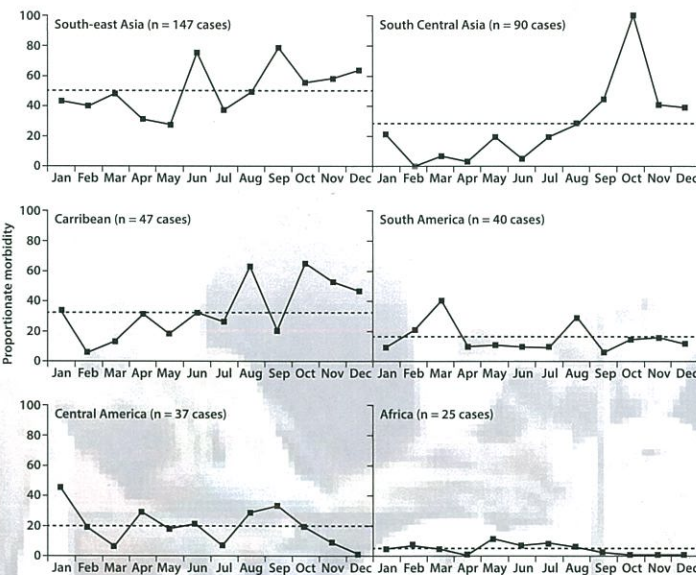 Proportionate morbidity
South-east Asia (n = 147 cases)
100
80
60
40
20
0
Jan Feb Mar Apr May Jun Jul Aug Sep Oct Nov Dec
South Central Asia (n = 90 cases)
Jan Feb Mar Apr May Jun Jul Aug Sep Oct Nov Dec
Carribean (n = 47 cases)
100
80
60
40
20
0
Jan Feb Mar Apr May Jun Jul Aug Sep Oct Nov Dec
South America (n = 40 cases)
Jan Feb Mar Apr May Jun Jul Aug Sep Oct Nov Dec
Central America (n = 37 cases)
100
80
60
40
20
0
Jan Feb Mar Apr May Jun Jul Aug Sep Oct Nov Dec
Africa (n = 25 cases)
Jan Feb Mar Apr May Jun Jul Aug Sep Oct Nov Dec